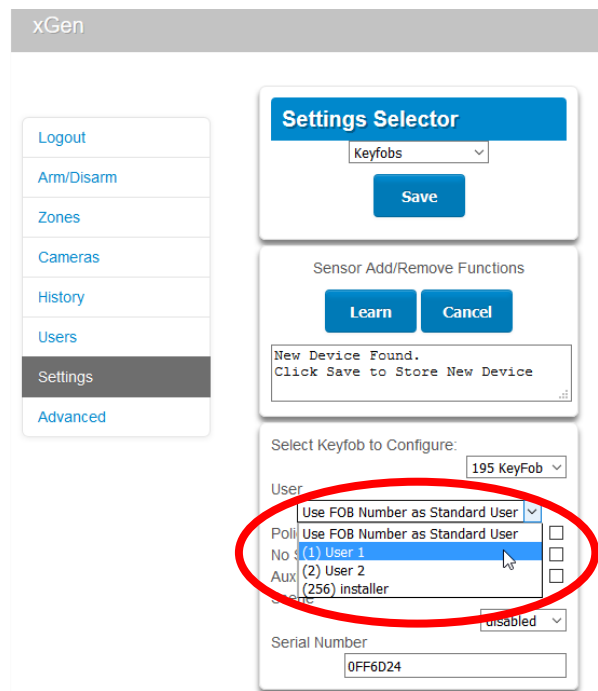 xGen
Logout
Arm/Disarm
Zones
Cameras
History
Users
Settings
Advanced
Settings Selector
Keyfobs
Save
Sensor Add/Remove Functions
Learn Cancel
New Device Found.
Click Save to Store New Device
Select Keyfob to Configure:
195 KeyFob
User
Use FOB Number as Standard User
Use FOB Number as Standard User
(1) User 1
No
(2) User 2
Aux
(256) installer
disabled
Serial Number
0FF6D24